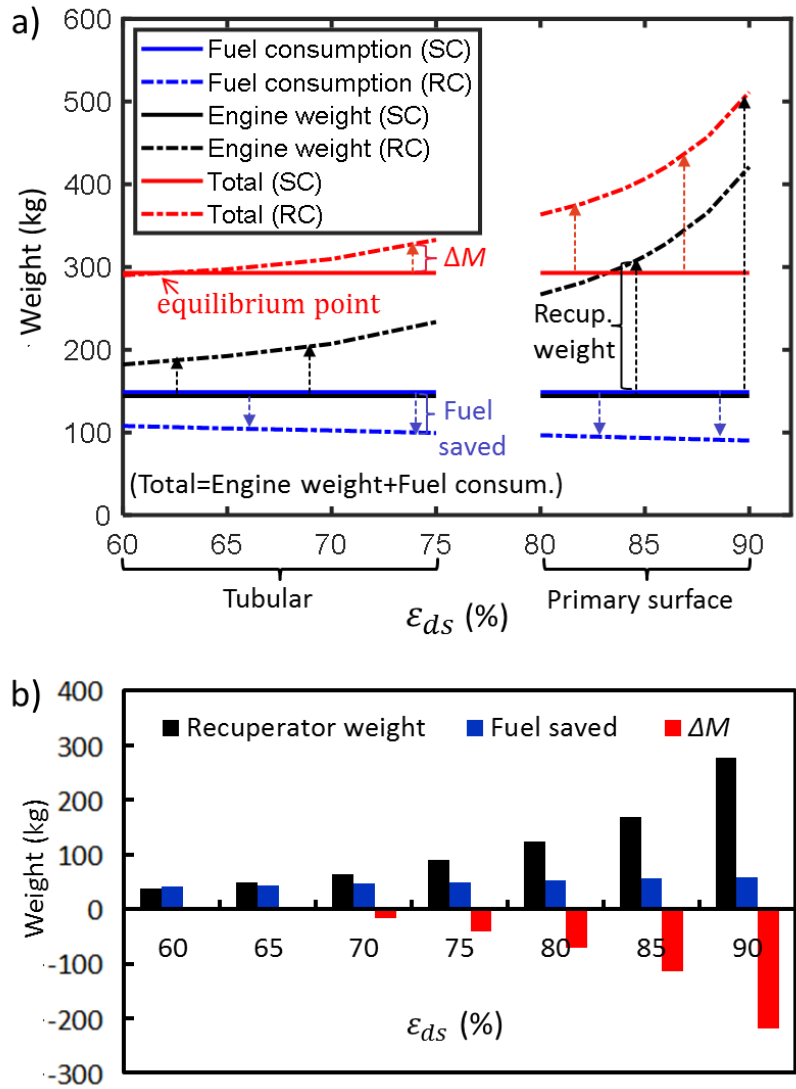 a)
600
500
400
300
200
100
0
Weight (kg)
Fuel consumption (SC)
Fuel consumption (RC)
Engine weight (SC)
Engine weight (RC)
Total (SC)
Total (RC)
ΔM
equilibrium point
Recup.
weight
Fuel
saved
(Total=Engine weight+Fuel consum.)
60 65 70 75 80 85 90
Tubular
Primary surface
ε_ds (%)
b)
400
300
200
100
0
-100
-200
-300
Weight (kg)
Recuperator weight
Fuel saved
ΔM
60 65 70 75 80 85 90
ε_ds (%)